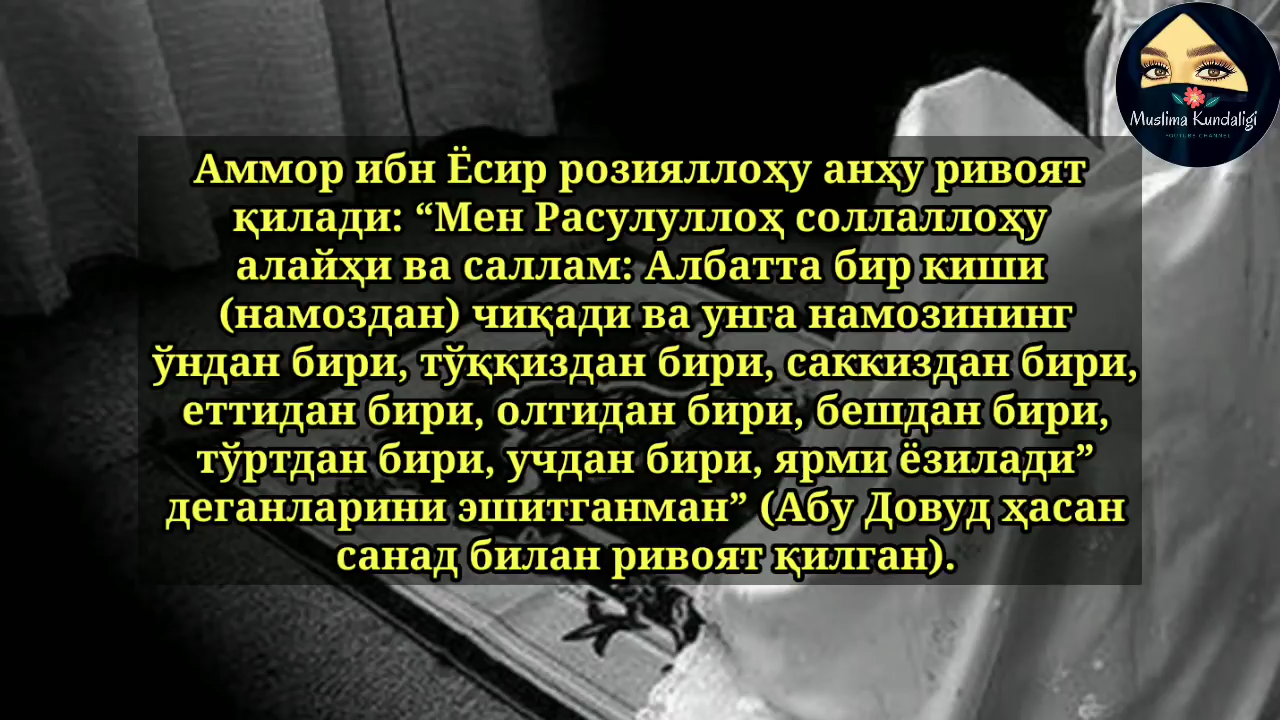 Аммор ибн Ёсир розияллоҳу анҳу ривоят
қилади: “Мен Расулуллоҳ соллаллоҳу
алайҳи ва саллам: Албатта бир киши
(намоздан) чиқади ва унга намозининг
ўндан бири, тўққиздан бири, саккиздан бири,
еттидан бири, олтидан бири, бешдан бири,
тўртдан бири, учдан бири, ярми ёзилади”
деганларини эшитганман” (Абу Довуд ҳасан
санад билан ривоят қилган).
Muslima Kundaligi
YOUTUBE CHANNEL